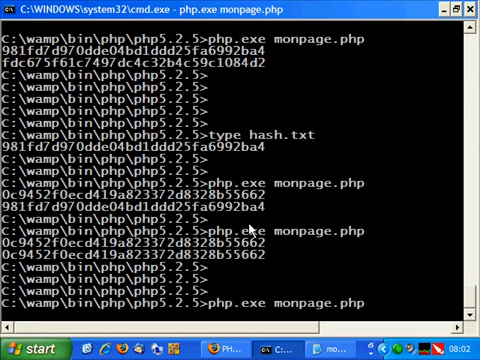 C:\WINDOWS\system32\cmd.exe - php.exe monpage.php
C:\wamp\bin\php\php5.2.5>php.exe monpage.php
981fd7d970dde04bd1ddd25fa6992ba4
fdc675f61c7497dc4c32b4c59c1084d2
C:\wamp\bin\php\php5.2.5>
C:\wamp\bin\php\php5.2.5>
C:\wamp\bin\php\php5.2.5>
C:\wamp\bin\php\php5.2.5>
C:\wamp\bin\php\php5.2.5>type hash.txt
981fd7d970dde04bd1ddd25fa6992ba4
C:\wamp\bin\php\php5.2.5>
C:\wamp\bin\php\php5.2.5>
C:\wamp\bin\php\php5.2.5>php.exe monpage.php
0c9452f0ecd419a823372d8328b55662
981fd7d970dde04bd1ddd25fa6992ba4
C:\wamp\bin\php\php5.2.5>
C:\wamp\bin\php\php5.2.5>php.exe monpage.php
0c9452f0ecd419a823372d8328b55662
0c9452f0ecd419a823372d8328b55662
C:\wamp\bin\php\php5.2.5>
C:\wamp\bin\php\php5.2.5>
C:\wamp\bin\php\php5.2.5>php.exe monpage.php
start PH... C:... mo... 08:02